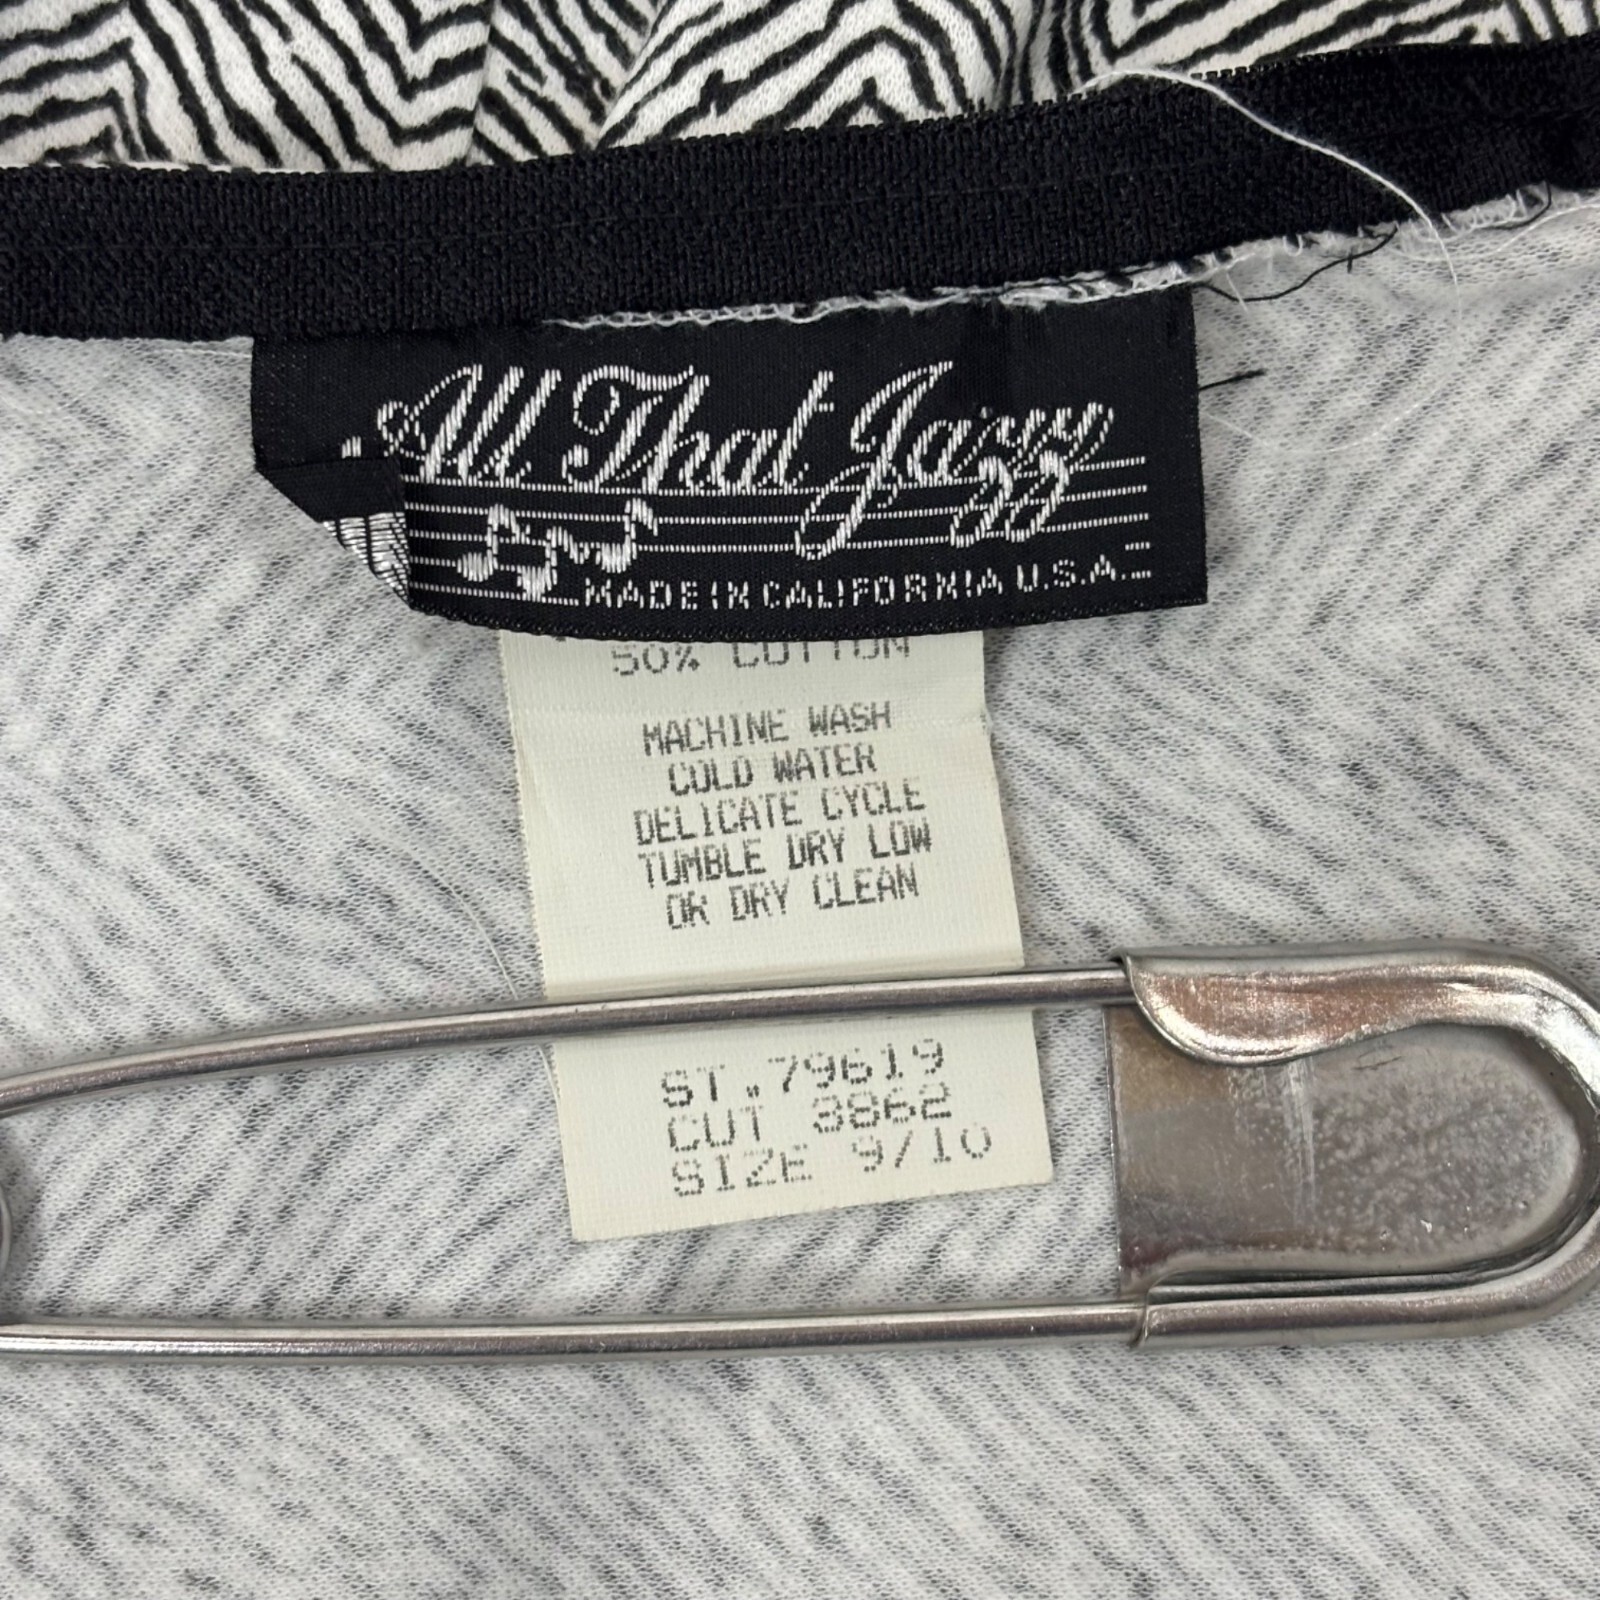 All That Jazz
MADE IN CALIFORNIA U.S.A.
50% COTTON
MACHINE WASH
COLD WATER
DELICATE CYCLE
TUMBLE DRY LOW
OR DRY CLEAN
ST.79619
CUT 3862
SIZE 9/10